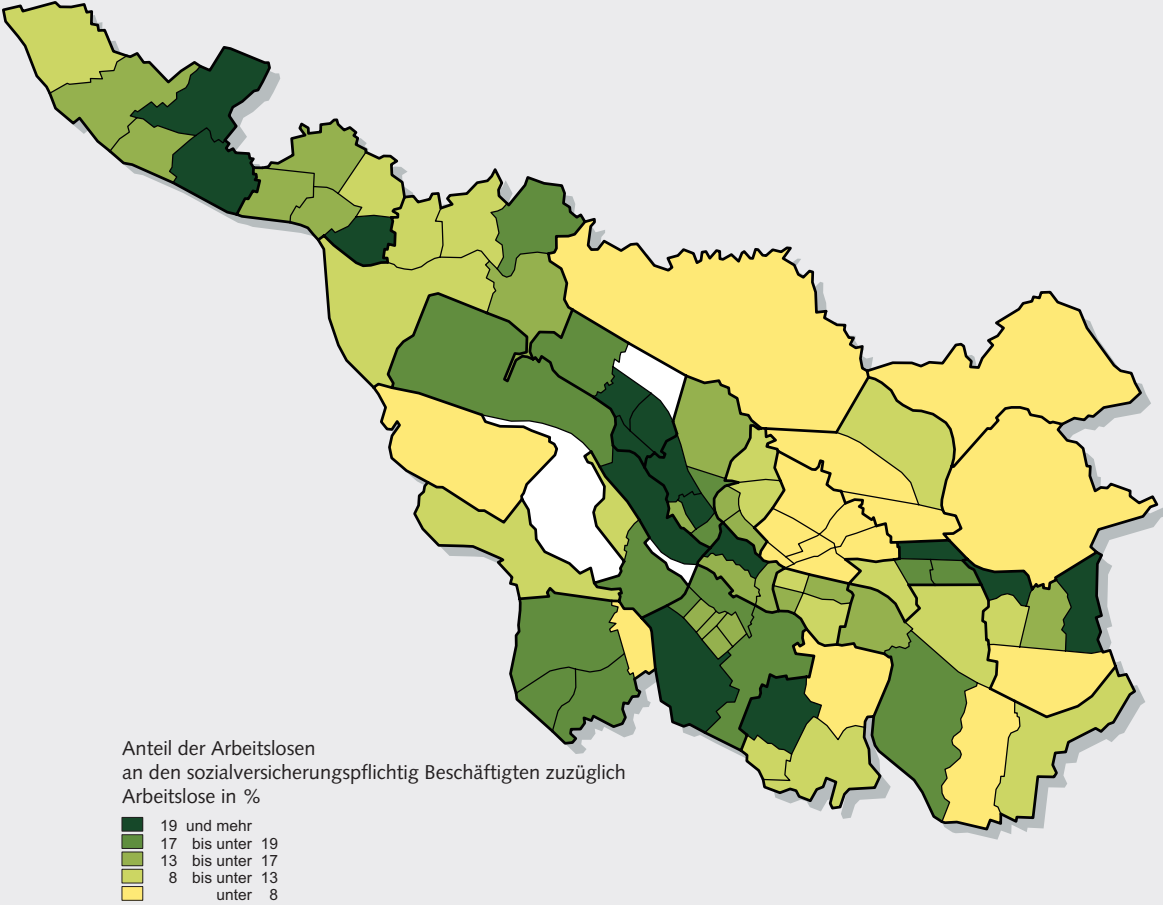 Anteil der Arbeitslosen
an den sozialversicherungspflichtig Beschäftigten zuzüglich
Arbeitslose in %
19 und mehr
17 bis unter 19
13 bis unter 17
8 bis unter 13
unter 8